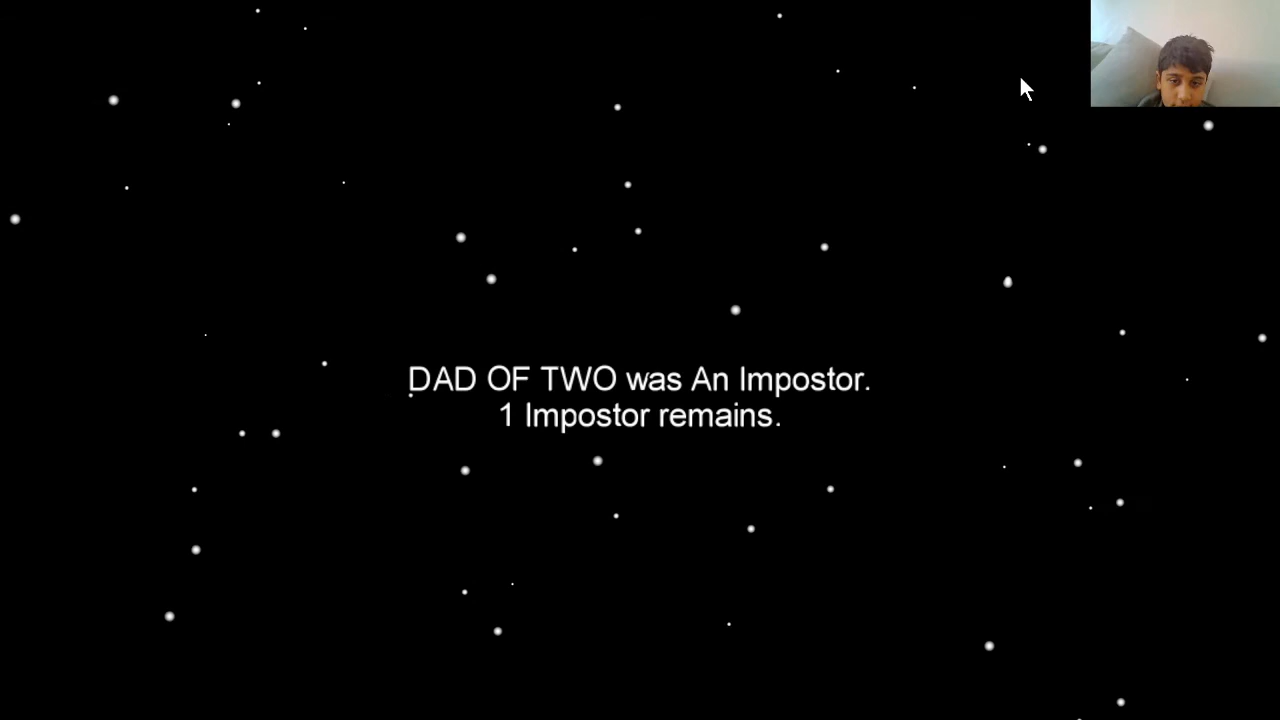 DAD OF TWO was An Impostor.
1 Impostor remains.